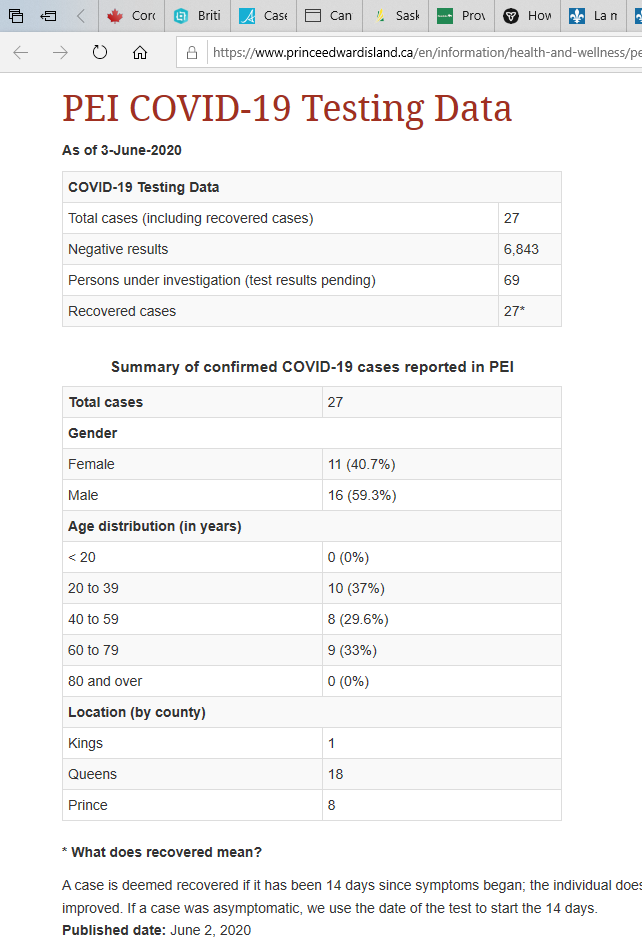 Corc
Briti
Case
Can
Sask
Prov
How
La n
https://www.princeedwardisland.ca/en/information/health-and-wellness/pe
PEI COVID-19 Testing Data
As of 3-June-2020
COVID-19 Testing Data
Total cases (including recovered cases) 27
Negative results 6,843
Persons under investigation (test results pending) 69
Recovered cases 27*
Summary of confirmed COVID-19 cases reported in PEI
Total cases 27
Gender
Female 11 (40.7%)
Male 16 (59.3%)
Age distribution (in years)
< 20 0 (0%)
20 to 39 10 (37%)
40 to 59 8 (29.6%)
60 to 79 9 (33%)
80 and over 0 (0%)
Location (by county)
Kings 1
Queens 18
Prince 8
* What does recovered mean?
A case is deemed recovered if it has been 14 days since symptoms began; the individual does
improved. If a case was asymptomatic, we use the date of the test to start the 14 days.
Published date: June 2, 2020